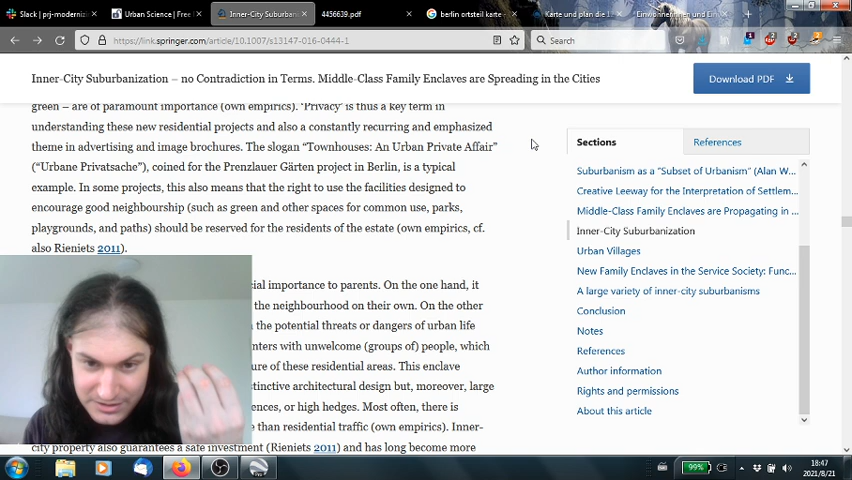 Slack | prj-moderniz
Urban Science | Free
Inner-City Suburban
4456639.pdf
berlin ortsteil karte -
Karte und plan die
Einwohnerinnen und Ein
https://link.springer.com/article/10.1007/s13147-016-0444-1
Search
Inner-City Suburbanization – no Contradiction in Terms. Middle-Class Family Enclaves are Spreading in the Cities
Download PDF
green – are of paramount importance (own empirics). ‘Privacy’ is thus a key term in
understanding these new residential projects and also a constantly recurring and emphasized
theme in advertising and image brochures. The slogan “Townhouses: An Urban Private Affair”
(“Urbane Privatsache”), coined for the Prenzlauer Gärten project in Berlin, is a typical
example. In some projects, this also means that the right to use the facilities designed to
encourage good neighbourship (such as green and other spaces for common use, parks,
playgrounds, and paths) should be reserved for the residents of the estate (own empirics, cf.
also Rieniets 2011).
cial importance to parents. On the one hand, it
the neighbourhood on their own. On the other
the potential threats or dangers of urban life
nters with unwelcome (groups of) people, which
ure of these residential areas. This enclave
stinctive architectural design but, moreover, large
ences, or high hedges. Most often, there is
than residential traffic (own empirics). Inner-
city property also guarantees a safe investment (Rieniets 2011) and has long become more
Sections
References
Suburbanism as a “Subset of Urbanism” (Alan W...
Creative Leeway for the Interpretation of Settlem...
Middle-Class Family Enclaves are Propagating in ...
Inner-City Suburbanization
Urban Villages
New Family Enclaves in the Service Society: Func...
A large variety of inner-city suburbanisms
Conclusion
Notes
References
Author information
Rights and permissions
About this article
99%
18:47
2021/8/21